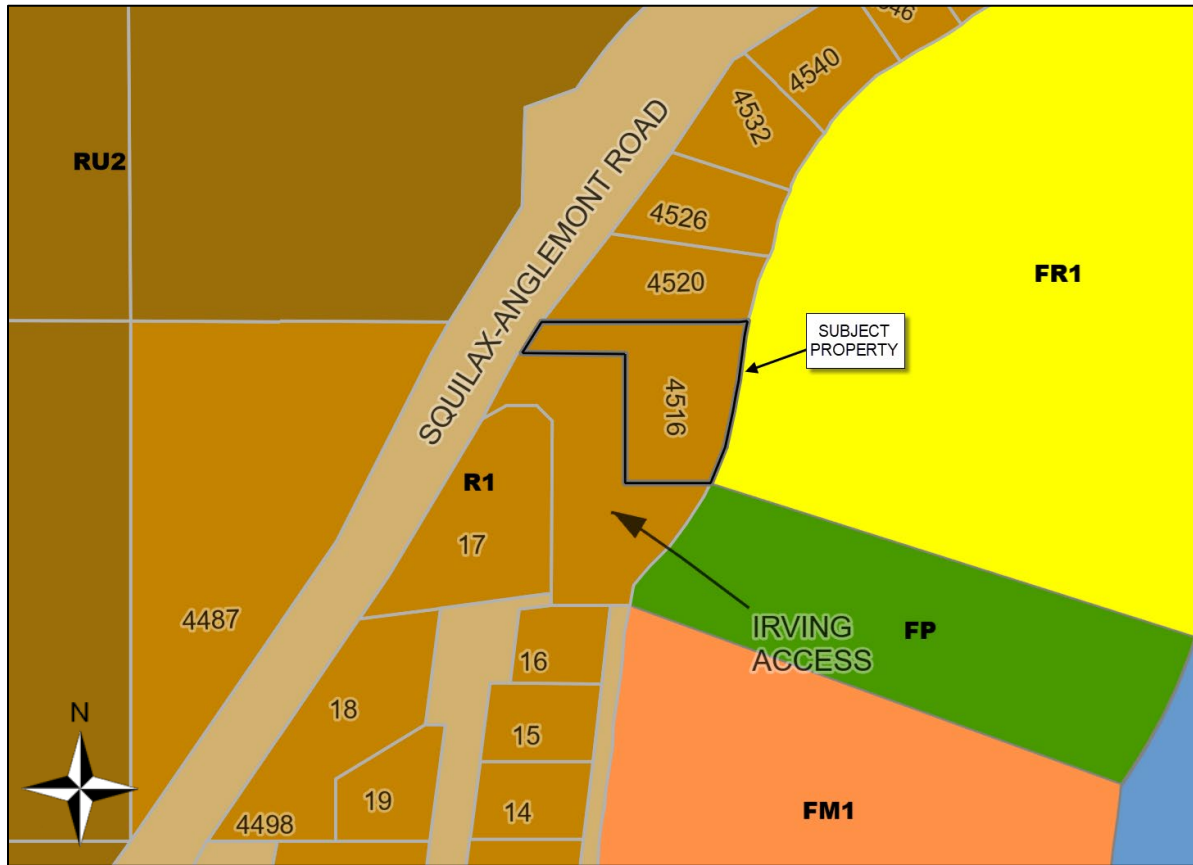 4540
4532
RU2
SQUILAX-ANGLEMONT ROAD
4526
FR1
4520
SUBJECT
PROPERTY
4516
R1
17
4487
IRVING
ACCESS
FP
16
18
N
15
19
14
4498
FM1